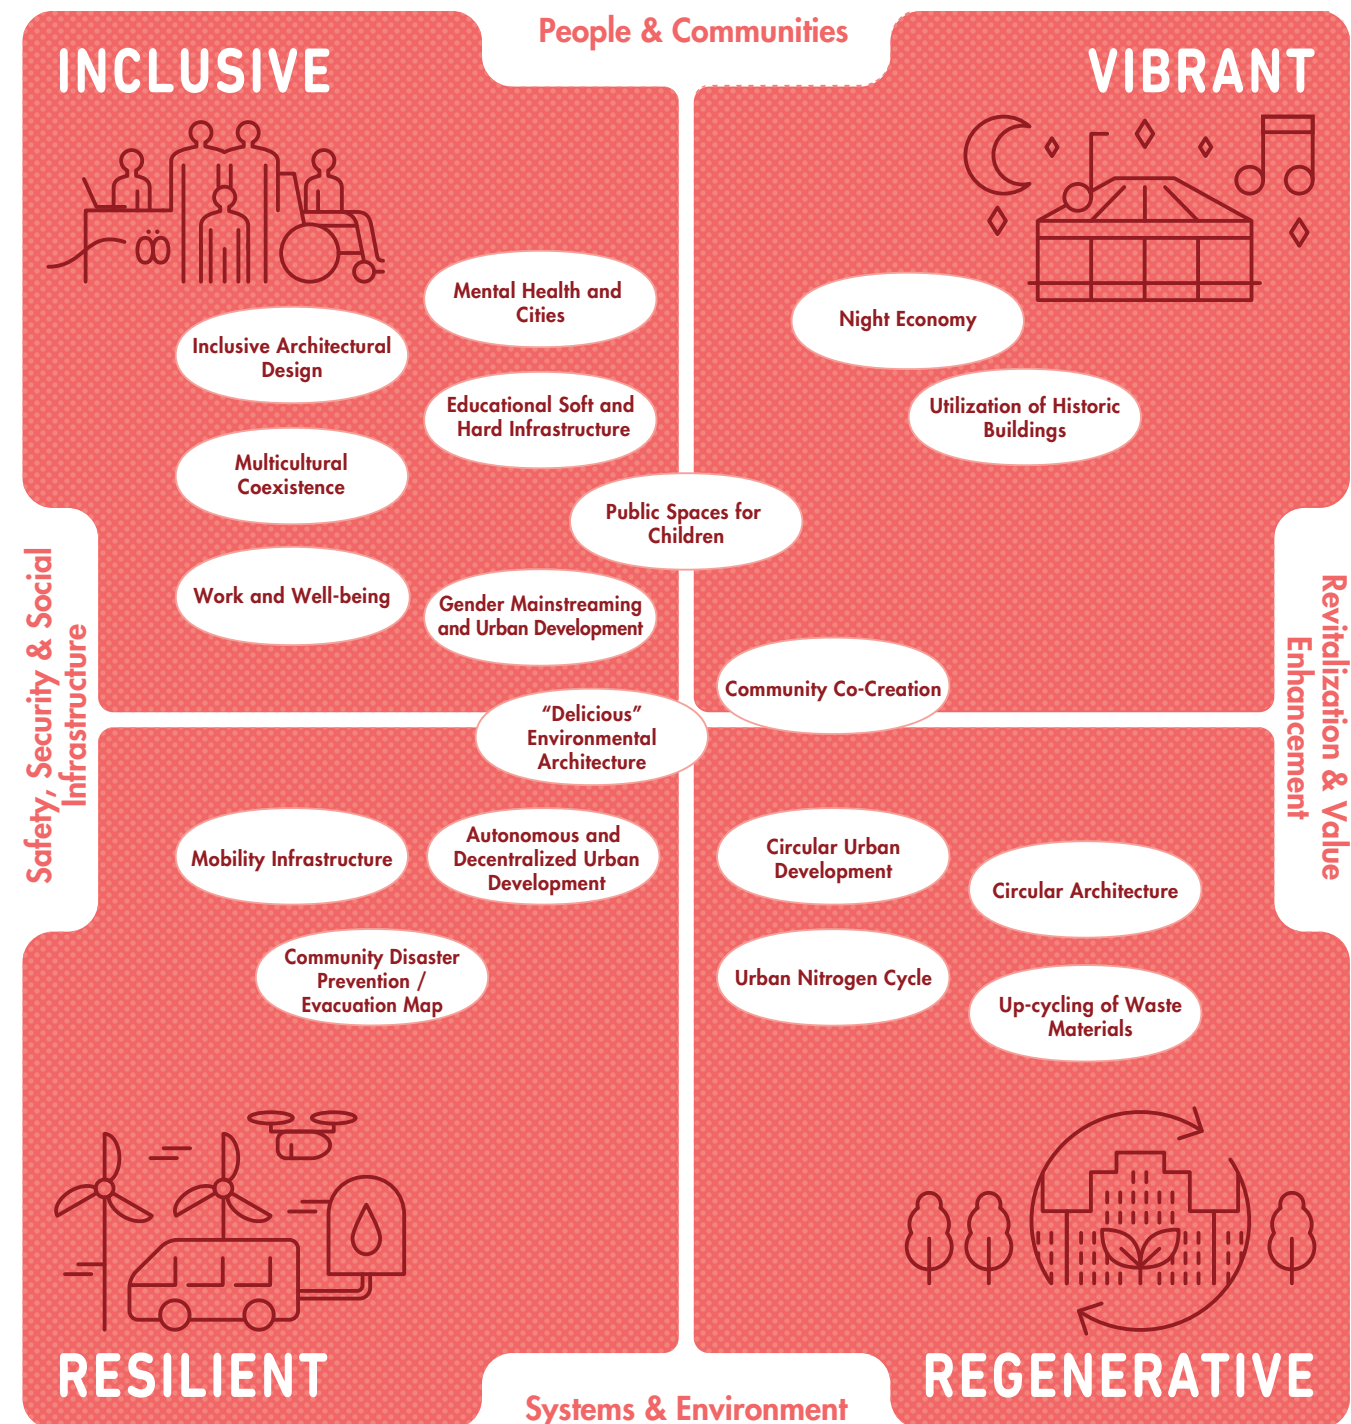 People & Communities
INCLUSIVE
VIBRANT
Mental Health and
Cities
Night Economy
Inclusive Architectural
Design
Educational Soft and
Hard Infrastructure
Utilization of Historic
Buildings
Multicultural
Coexistence
Public Spaces for
Children
Work and Well-being
Gender Mainstreaming
and Urban Development
Safety, Security & Social
Infrastructure
Revitalization & Value
Enhancement
Community Co-Creation
“Delicious”
Environmental
Architecture
Mobility Infrastructure
Autonomous and
Decentralized Urban
Development
Circular Urban
Development
Circular Architecture
Community Disaster
Prevention /
Evacuation Map
Urban Nitrogen Cycle
Up-cycling of Waste
Materials
RESILIENT
REGENERATIVE
Systems & Environment